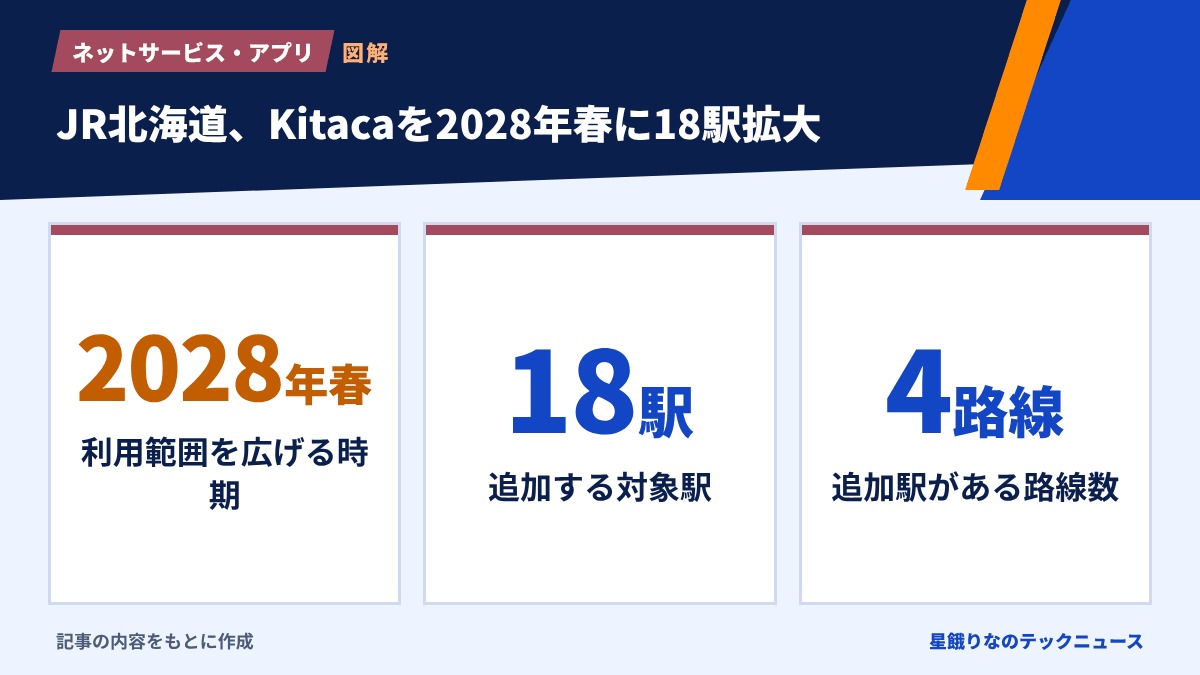 ネットサービス・アプリ 図解
JR北海道、Kitacaを2028年春に18駅拡大
2028年春
利用範囲を広げる時
期
18駅
追加する対象駅
4路線
追加駅がある路線数
記事の内容をもとに作成
星餓りなのテックニュース